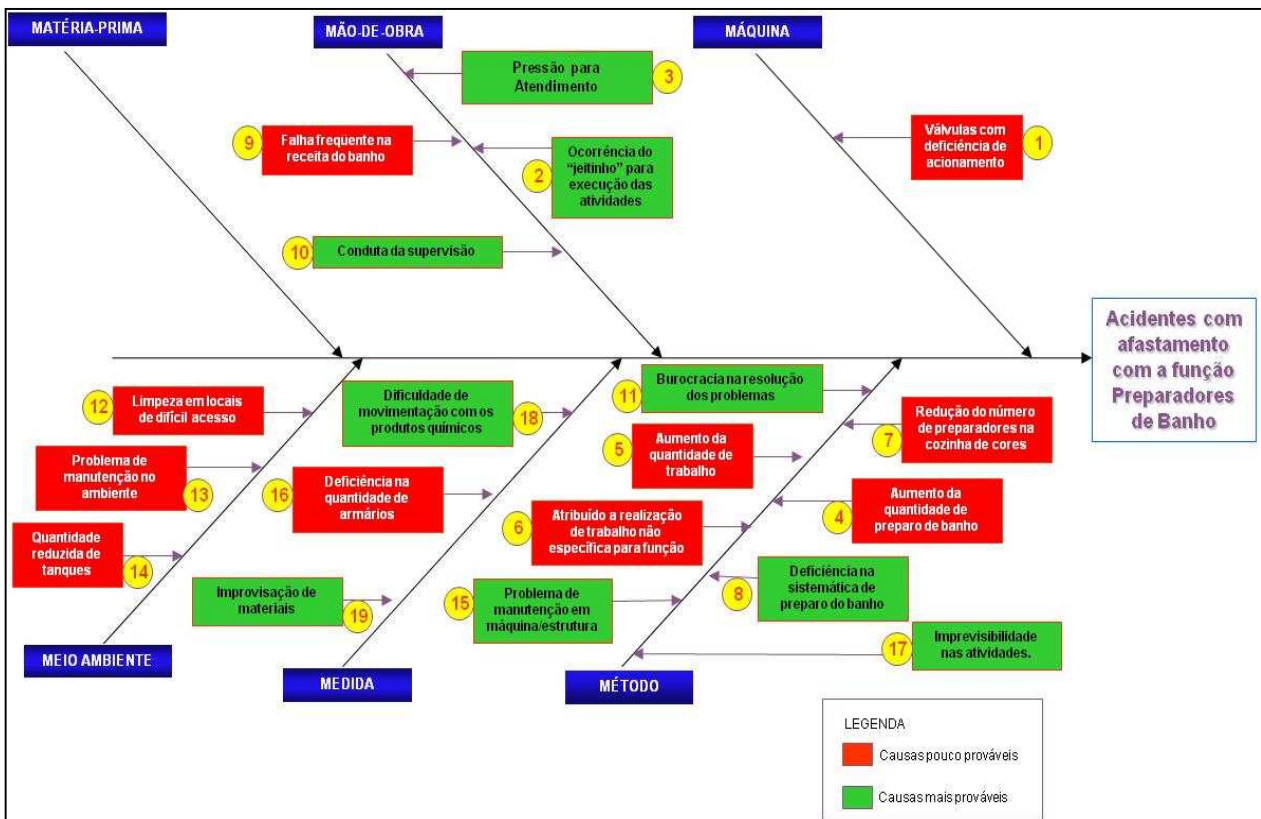 MATÉRIA-PRIMA
MÃO-DE-OBRA
MÁQUINA
Pressão para
Atendimento
3
9
Falha freqüente na
receita do banho
2
Ocorrência do
“jeitinho” para
execução das
atividades
Válvulas com
deficiência de
acionamento
1
10
Conduta da supervisão
Acidentes com
afastamento
com a função
Preparadores
de Banho
12
Limpeza em locais
de difícil acesso
Dificuldade de
movimentação com os
produtos químicos
18
11
Burocracia na resolução
dos problemas
7
Redução do número
de preparadores na
cozinha de cores
Problema de
manutenção no
ambiente
13
16
Deficiência na
quantidade de
armários
5
Aumento da
quantidade de
trabalho
4
Aumento da
quantidade de
preparo de banho
6
Atribuído a realização
de trabalho não
específica para função
Quantidade
reduzida de
tanques
14
Improvisação de
materiais
19
15
Problema de
manutenção em
máquina/estrutura
8
Deficiência na
sistemática de
preparo do banho
17
Imprevisibilidade
nas atividades.
MEIO AMBIENTE
MEDIDA
MÉTODO
LEGENDA
Causas pouco prováveis
Causas mais prováveis